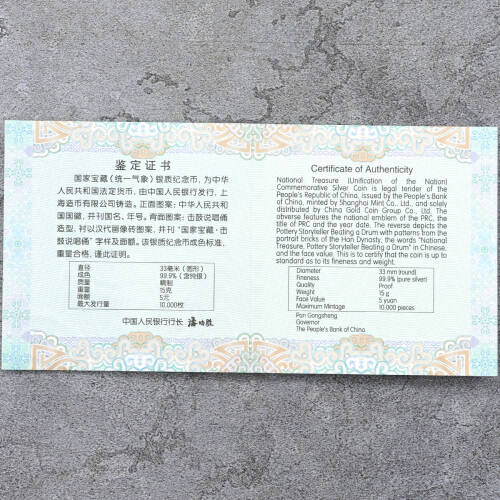 鉴定证书
国家宝藏（统一气象）银质纪念币，为中华
人民共和国法定货币，由中国人民银行发行，上
海造币有限公司铸造。正面图案：中华人民共和
国国徽，并刊国名、年号。背面图案：击鼓说唱俑
造型，衬以汉代画像砖图案，并刊“国家宝藏·击
鼓说唱俑”字样及面额。该银质纪念币成色标准，
重量合格，谨此证明。
直径 33毫米（圆形）
成色 99.9%（含纯银）
质量 精制
重量 15克
面额 5元
最大发行量 10,000枚
中国人民银行行长 潘功胜
Certificate of Authenticity
National Treasure (Unification of the Nation)
Commemorative Silver Coin is legal tender of the
People's Republic of China, issued by the People's Bank
of China, minted by Shanghai Mint Co., Ltd., and solely
distributed by China Gold Coin Group Co., Ltd. The
adverse features the national emblem of the PRC, the
title of PRC and the year date. The reverse depicts the
Pottery Storyteller Beating a Drum with patterns from the
portrait bricks of the Han Dynasty, the words "National
Treasure, Pottery Storyteller Beating a Drum" in Chinese,
and the face value. This is to certify that the coin is up to
standard as to its fineness and weight.
Diameter 33 mm (round)
Fineness 99.9% (pure silver)
Quality Proof
Weight 15 g
Face Value 5 yuan
Maximum Mintage 10,000 pieces
Pan Gongsheng
Governor
The People's Bank of China